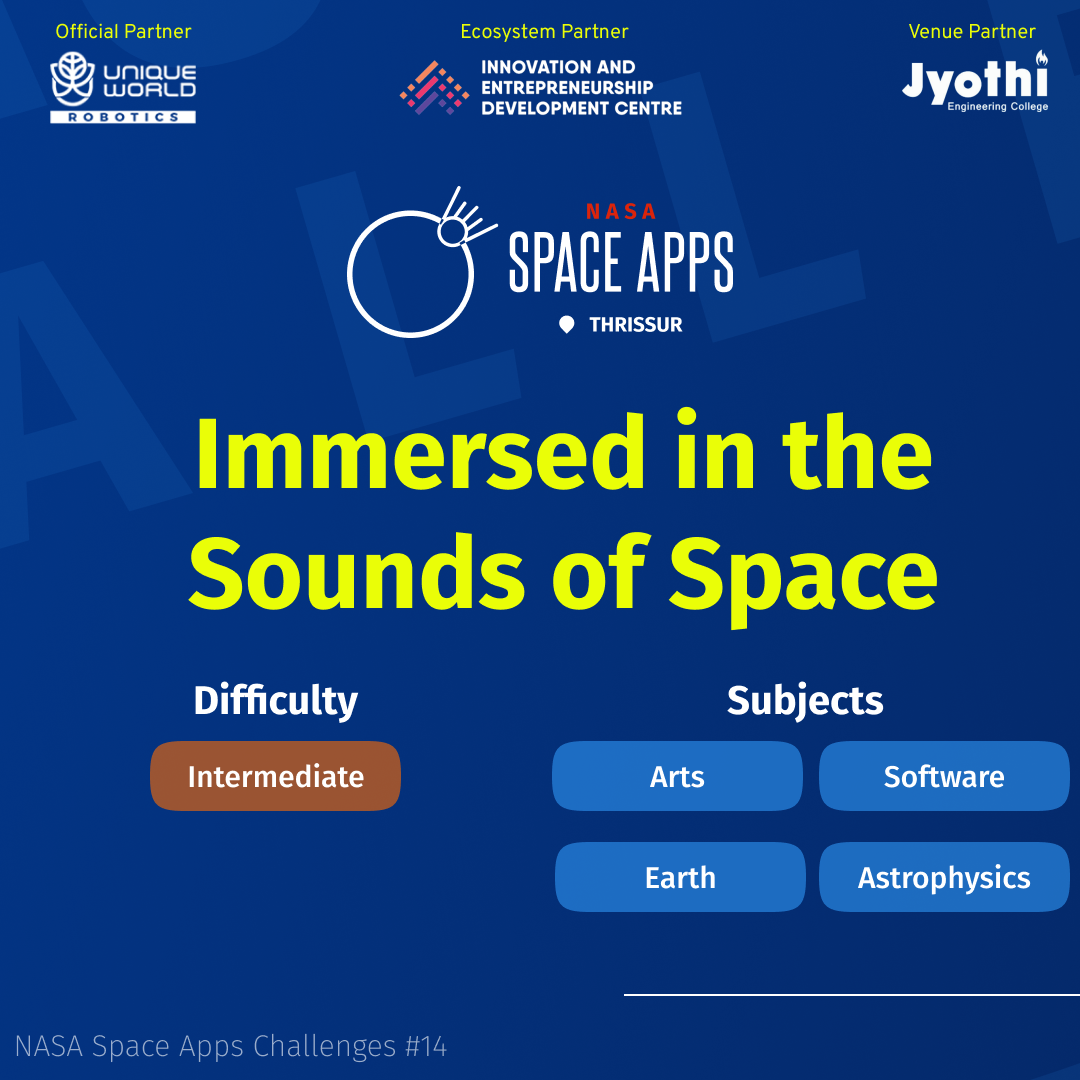 Official Partner
UNIQUE
WORLD
ROBOTICS
Ecosystem Partner
INNOVATION AND
ENTREPRENEURSHIP
DEVELOPMENT CENTRE
Venue Partner
Jyothi
Engineering College
NASA
SPACE APPS
THRISSUR
Immersed in the
Sounds of Space
Difficulty
Intermediate
Subjects
Arts
Software
Earth
Astrophysics
NASA Space Apps Challenges #14